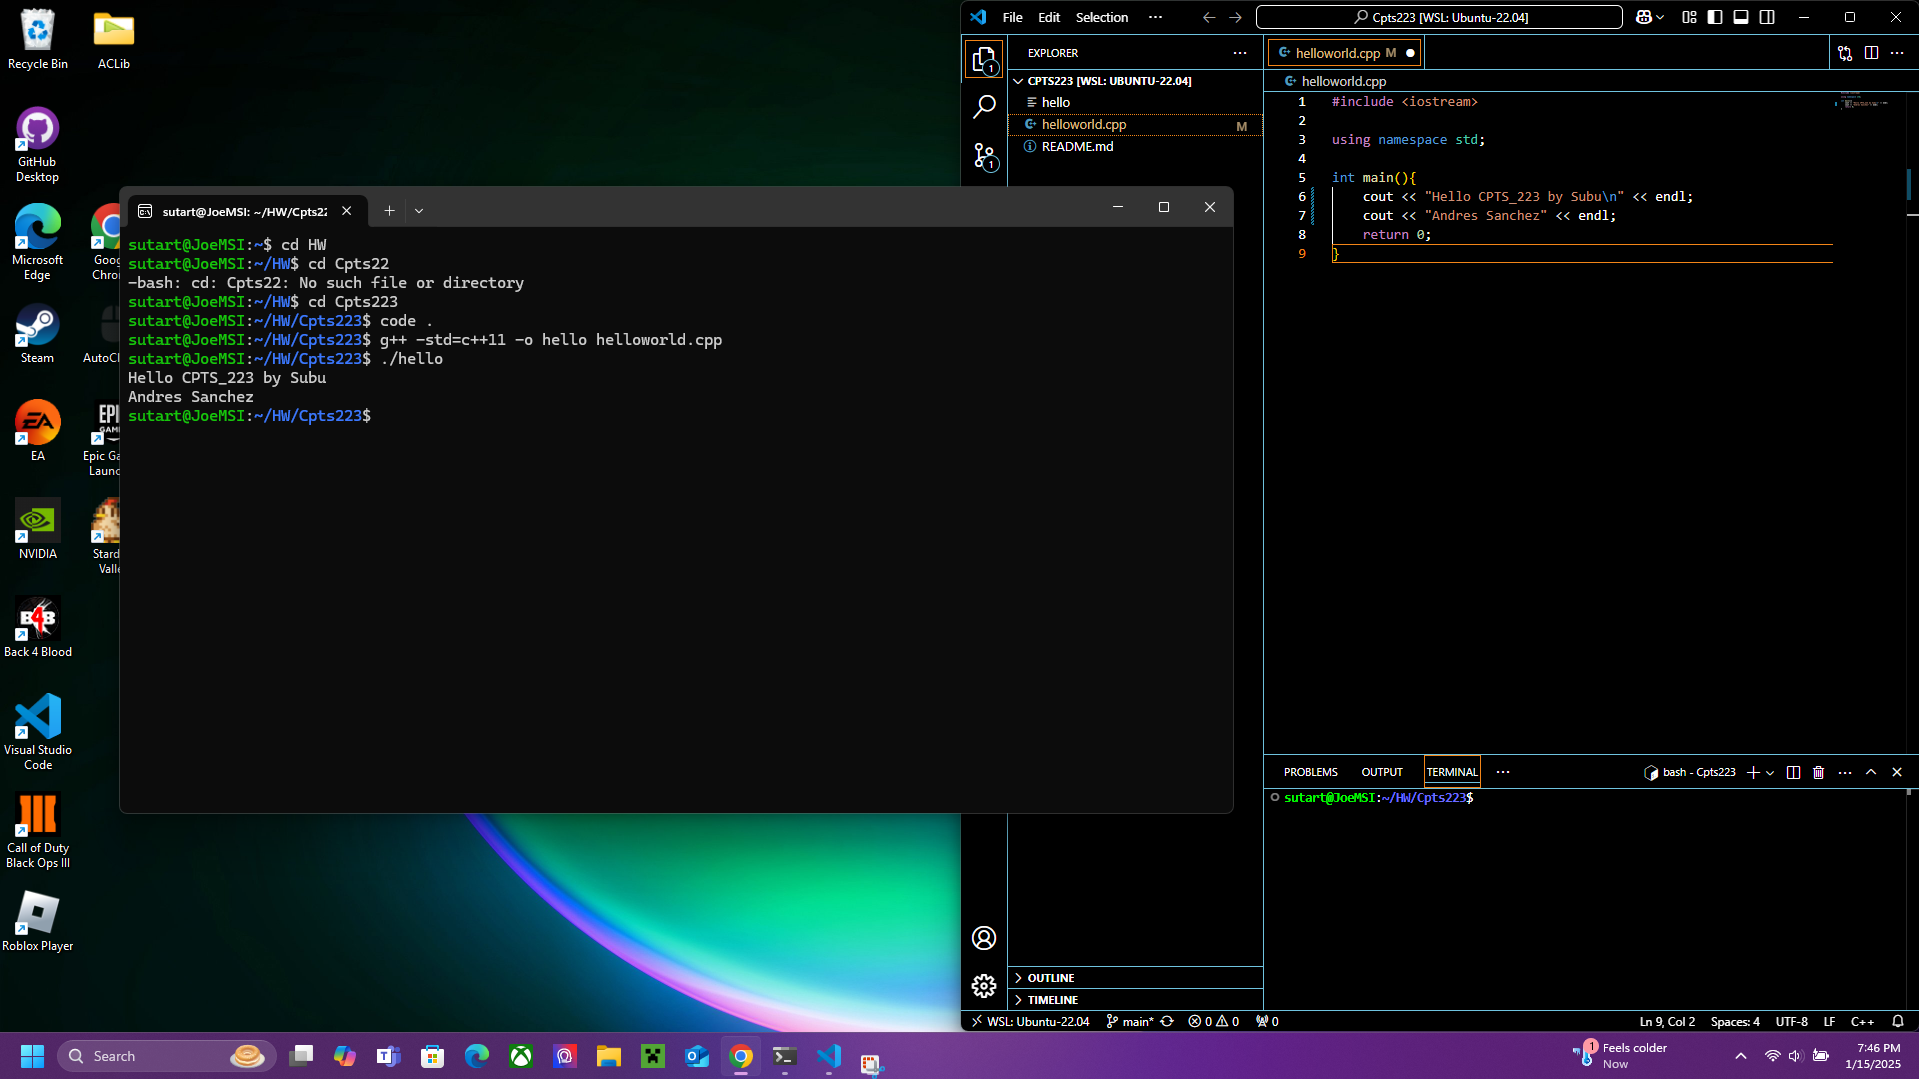 Recycle Bin
ACLib
GitHub
Desktop
Microsoft
Edge
Goo
Chro
Steam
AutoCl
EA
EPI
GAM
Epic Ga
Laun
NVIDIA
Stard
Valle
B4B
Back 4 Blood
Visual Studio
Code
Call of Duty
Black Ops III
Roblox Player
sutart@JoeMSI: ~/HW/Cpts22
sutart@JoeMSI:~$ cd HW
sutart@JoeMSI:~/HW$ cd Cpts22
-bash: cd: Cpts22: No such file or directory
sutart@JoeMSI:~/HW$ cd Cpts223
sutart@JoeMSI:~/HW/Cpts223$ code .
sutart@JoeMSI:~/HW/Cpts223$ g++ -std=c++11 -o hello helloworld.cpp
sutart@JoeMSI:~/HW/Cpts223$ ./hello
Hello CPTS_223 by Subu
Andres Sanchez
sutart@JoeMSI:~/HW/Cpts223$
File Edit Selection ···
Cpts223 [WSL: Ubuntu-22.04]
1
1
EXPLORER
CPTS223 [WSL: UBUNTU-22.04]
hello
helloworld.cpp M
README.md
OUTLINE
TIMELINE
helloworld.cpp M
helloworld.cpp
1 #include <iostream>
2
3 using namespace std;
4
5 int main(){
6 cout << "Hello CPTS_223 by Subu\n" << endl;
7 cout << "Andres Sanchez" << endl;
8 return 0;
9 }
PROBLEMS OUTPUT TERMINAL ···
bash - Cpts223
sutart@JoeMSI:~/HW/Cpts223$
WSL: Ubuntu-22.04 main* 0 0 0
Ln 9, Col 2 Spaces: 4 UTF-8 LF C++
Search
1
Feels colder
Now
7:46 PM
1/15/2025